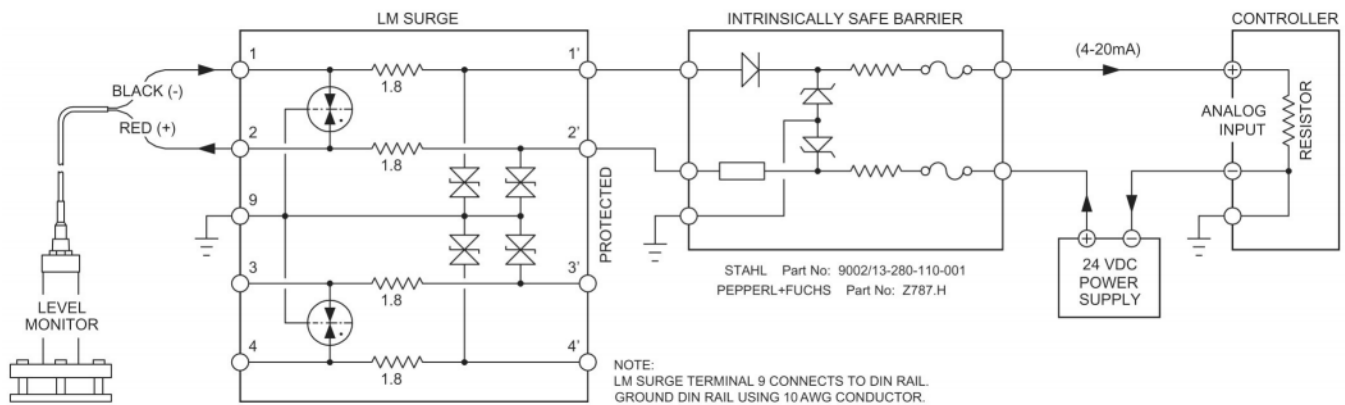 LM SURGE
INTRINSICALLY SAFE BARRIER
CONTROLLER
1
1'
1.8
(4-20mA)
BLACK (-)
RED (+)
+
ANALOG
INPUT
RESISTOR
2
2'
1.8
−
9
PROTECTED
+
−
24 VDC
POWER
SUPPLY
3
3'
1.8
STAHL Part No: 9002/13-280-110-001
PEPPERL+FUCHS Part No: Z787.H
LEVEL
MONITOR
4
4'
1.8
NOTE:
LM SURGE TERMINAL 9 CONNECTS TO DIN RAIL.
GROUND DIN RAIL USING 10 AWG CONDUCTOR.